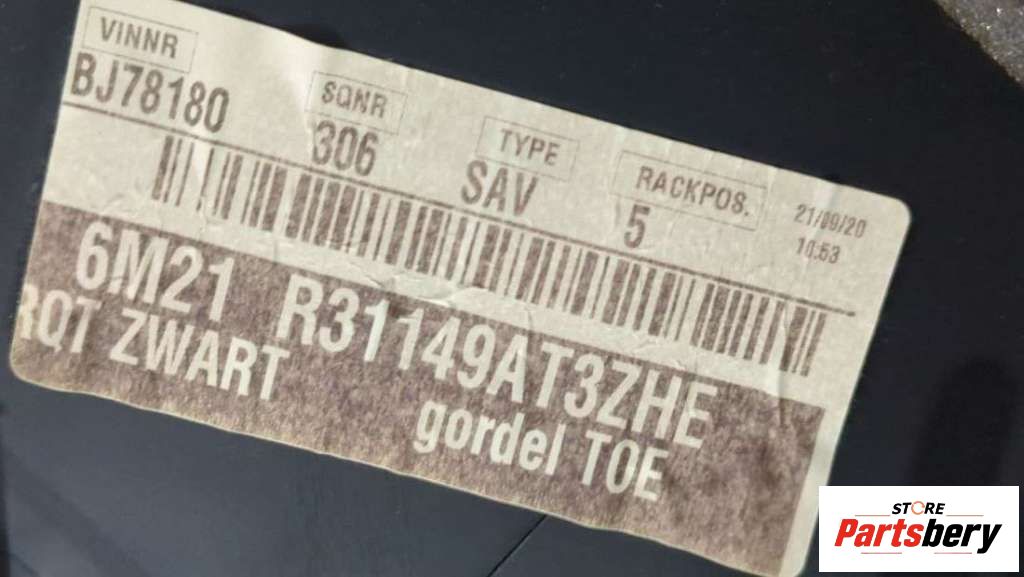 VINNR
BJ78180
SQNR
306
TYPE
SAV
RACKPOS.
5
21/09/20
10:53
6M21 R31149AT3ZHE
RQT ZWART
gordel TOE
STORE
Partsbery